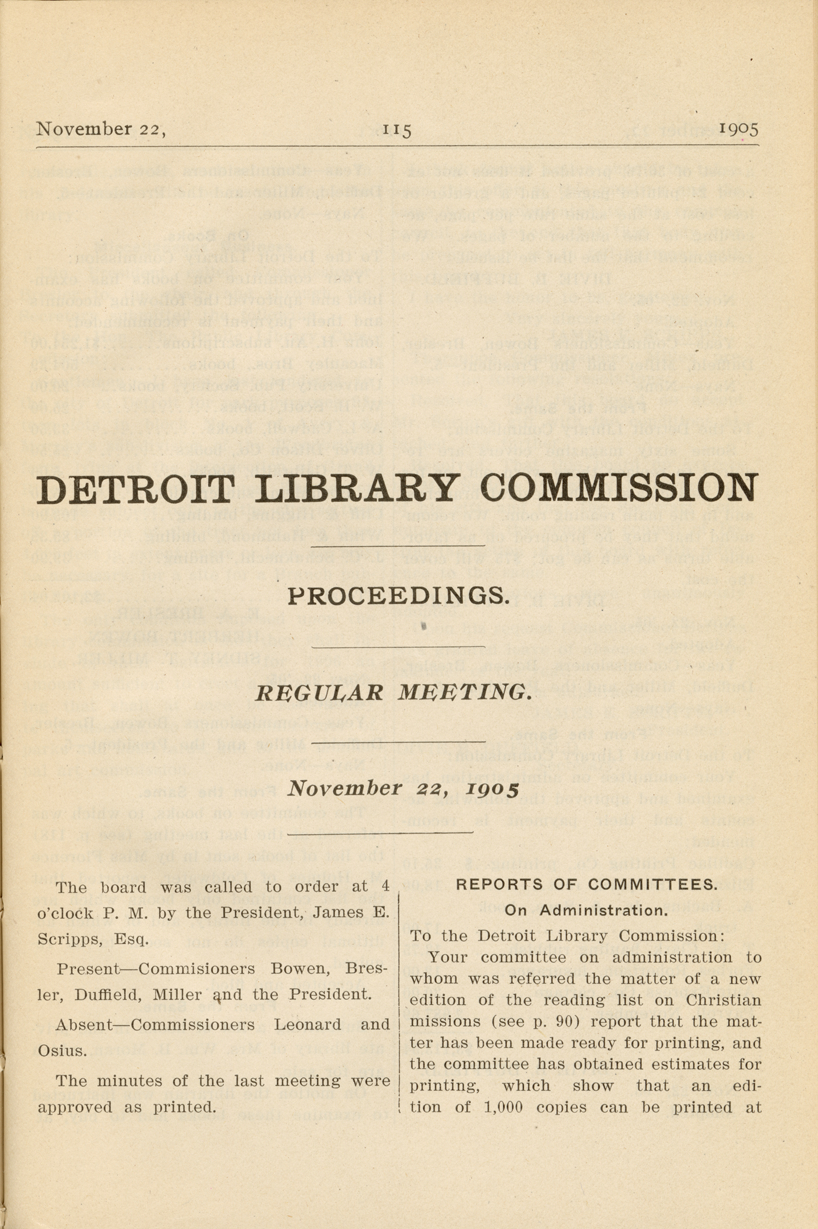 November 22, 115 1905
DETROIT LIBRARY COMMISSION
PROCEEDINGS.
REGULAR MEETING.
November 22, 1905
The board was called to order at 4
o'clock P. M. by the President, James E.
Scripps, Esq.
Present—Commisioners Bowen, Bres-
ler, Duffield, Miller and the President.
Absent—Commissioners Leonard and
Osius.
The minutes of the last meeting were
approved as printed.
REPORTS OF COMMITTEES.
On Administration.
To the Detroit Library Commission:
Your committee on administration to
whom was referred the matter of a new
edition of the reading list on Christian
missions (see p. 90) report that the mat-
ter has been made ready for printing, and
the committee has obtained estimates for
printing, which show that an edi-
tion of 1,000 copies can be printed at